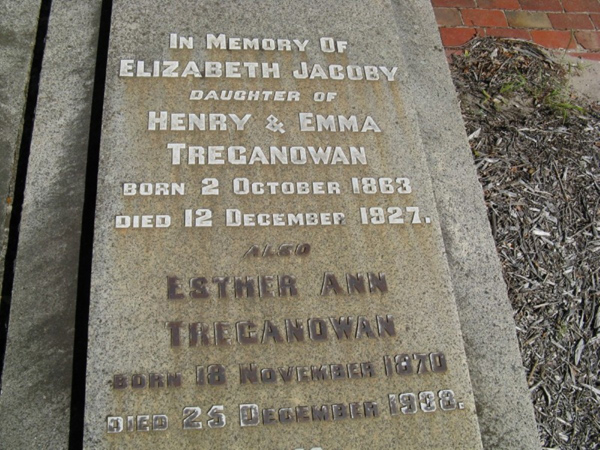 In Memory Of
Elizabeth Jacoby
daughter of
Henry & Emma
Treganowan
born 2 October 1863
died 12 December 1927.
also
Esther Ann
Treganowan
born 18 November 1870
died 25 December 1938.